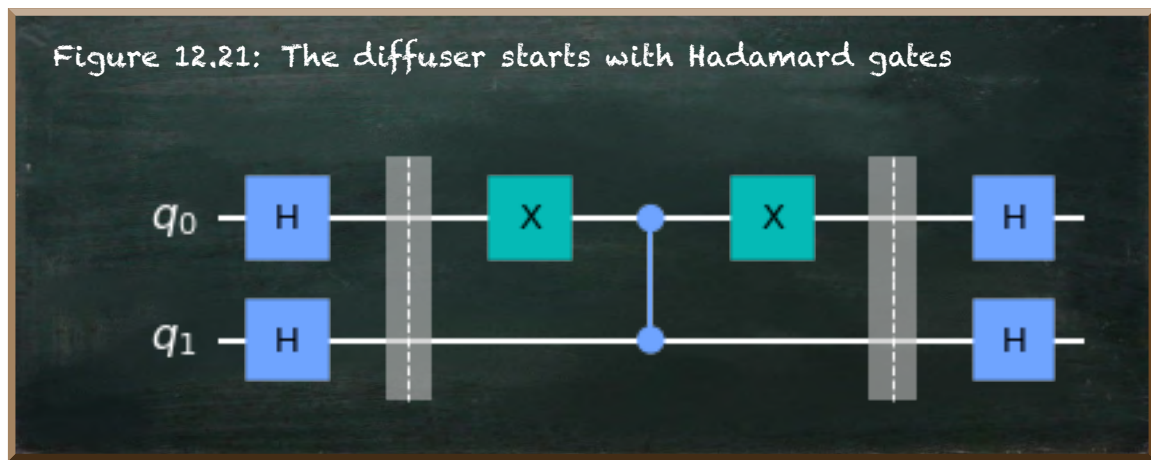 Figure 12.21: The diffuser starts with Hadamard gates
q0 H X X H
q1 H H